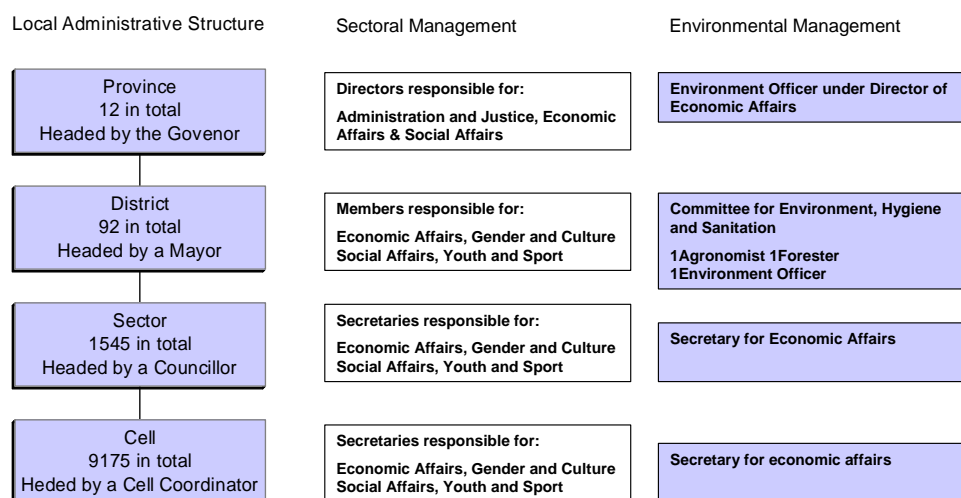 Local Administrative Structure
Sectoral Management
Environmental Management
Province
12 in total
Headed by the Govenor
Directors responsible for:
Administration and Justice, Economic
Affairs & Social Affairs
Environment Officer under Director of
Economic Affairs
District
92 in total
Headed by a Mayor
Members responsible for:
Economic Affairs, Gender and Culture
Social Affairs, Youth and Sport
Committee for Environment, Hygiene
and Sanitation
1Agronomist 1Forester
1Environment Officer
Sector
1545 in total
Headed by a Councillor
Secretaries responsible for:
Economic Affairs, Gender and Culture
Social Affairs, Youth and Sport
Secretary for Economic Affairs
Cell
9175 in total
Heded by a Cell Coordinator
Secretaries responsible for:
Economic Affairs, Gender and Culture
Social Affairs, Youth and Sport
Secretary for economic affairs